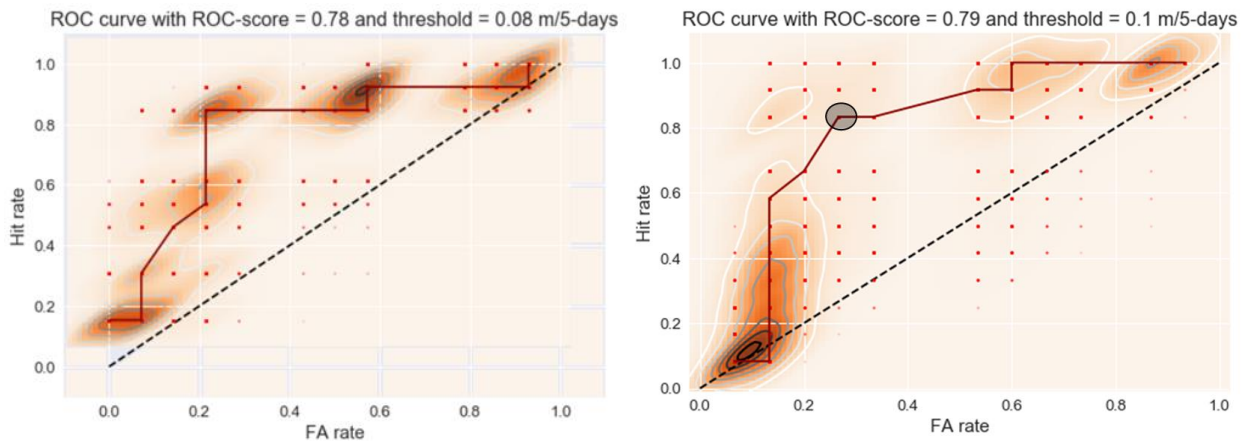 ROC curve with ROC-score = 0.78 and threshold = 0.08 m/5-days
1.0
0.8
0.6
0.4
0.2
0.0
Hit rate
0.0 0.2 0.4 0.6 0.8 1.0
FA rate
ROC curve with ROC-score = 0.79 and threshold = 0.1 m/5-days
1.0
0.8
0.6
0.4
0.2
0.0
Hit rate
0.0 0.2 0.4 0.6 0.8 1.0
FA rate